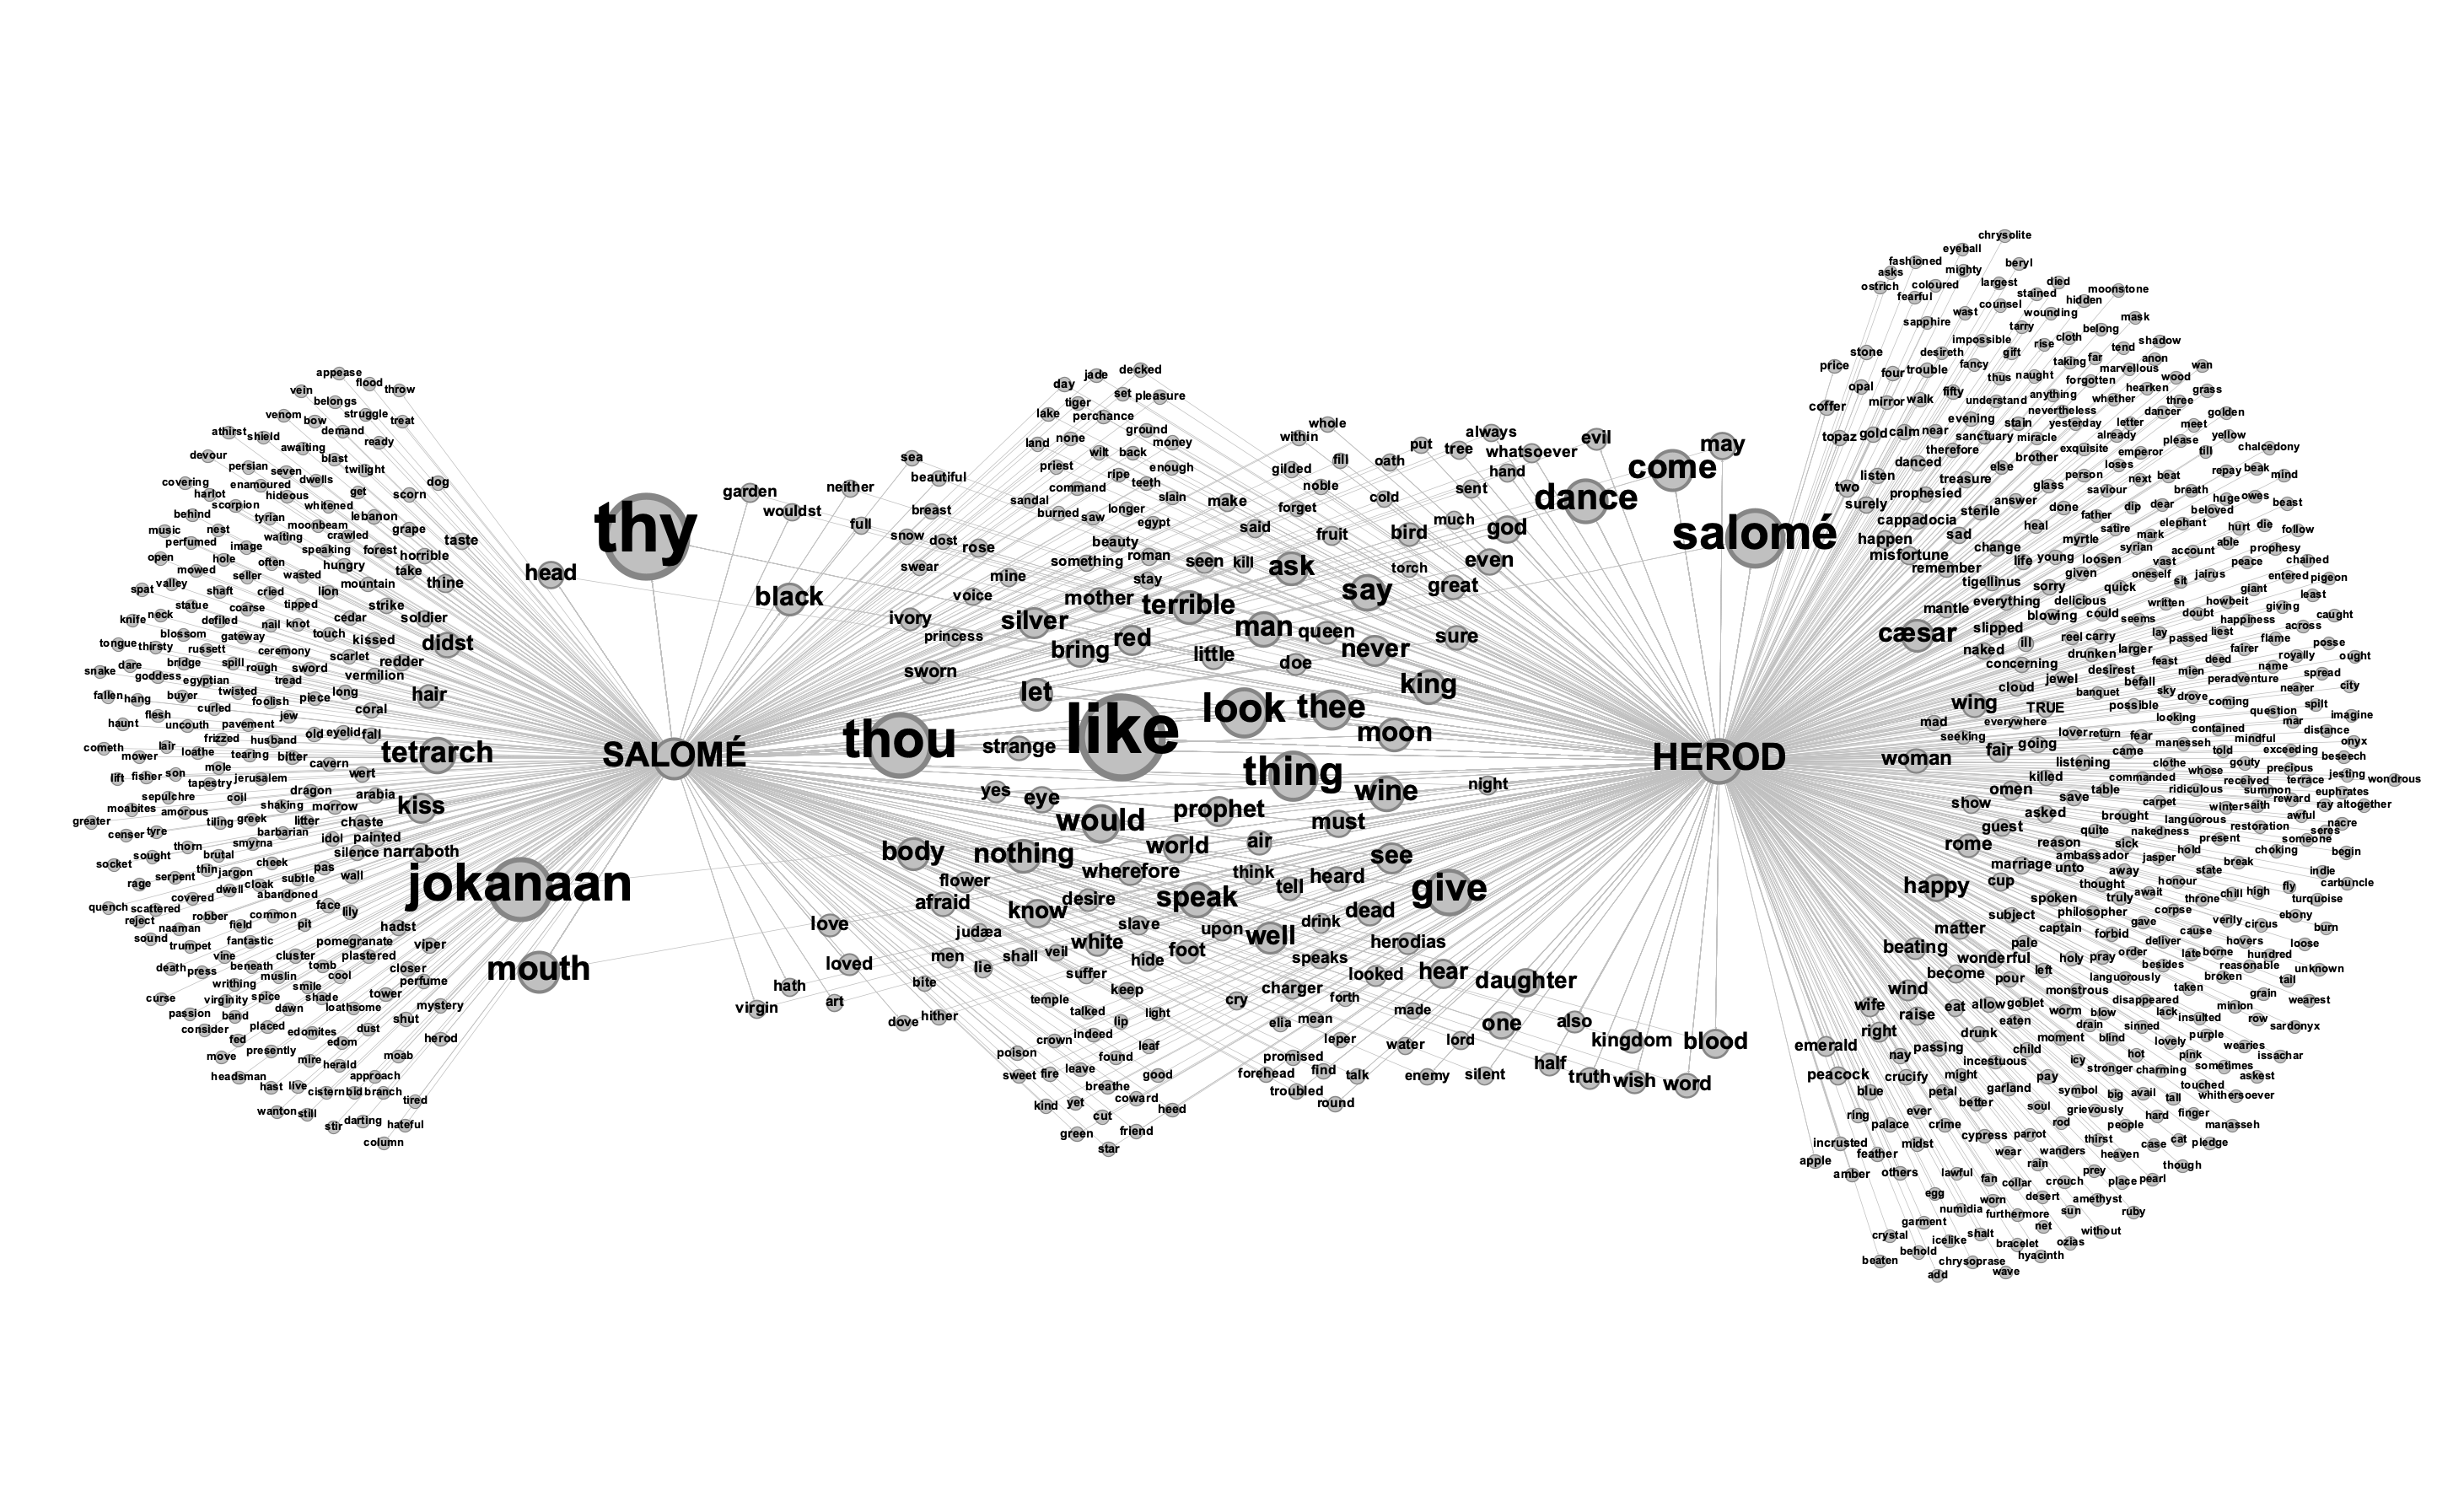 appease
flood
throw
vein
belongs
venom
bow
struggle
treat
athirst
shield
demand
ready
awaiting
devour
blast
persian
seven
dwells
twilight
covering
harlot
enamoured
hideous
get
scorn
dog
scorpion
whitened
behind
tyrian
moonbeam
lebanon
music
nest
waiting
crawled
grape
taste
perfumed
image
speaking
forest
horrible
open
hole
often
hungry
take
mowed
seller
wasted
mountain
thine
spat
valley
shaft
cried
lion
statue
coarse
tipped
strike
knife
neck
defiled
nail
knot
cedar
soldier
blossom
gateway
touch
kissed
didst
tongue
thirsty
russett
ceremony
scarlet
redder
bridge
spill
rough
sword
vermilion
snake
dare
goddess
egyptian
tread
fallen
hang
buyer
twisted
foolish
piece
long
hair
flesh
curled
jew
coral
haunt
uncouth
pavement
frizzed
husband
old
eyelid
fall
cometh
mower
lair
loathe
tearing
bitter
tetrarch
cavern
lift
fisher
son
mole
tapestry
jerusalem
wert
sepulchre
coil
dragon
arabia
moabites
amorous
shaking
morrow
kiss
greater
tiling
greek
litter
chaste
censer
tyre
barbarian
idol
painted
thorn
brutal
smyrna
silence
narraboth
socket
sought
cheek
pas
serpent
thin
jargon
subtle
wall
rage
dwell
cloak
abandoned
quench
scattered
covered
face
lily
reject
robber
common
naaman
field
pit
hadst
sound
trumpet
fantastic
pomegranate
viper
vine
cluster
plastered
death
press
beneath
tomb
closer
writhing
muslin
cool
perfume
curse
virginity
spice
smile
shade
tower
passion
band
dawn
loathsome
mystery
consider
placed
edomites
dust
shut
fed
edom
herod
move
presently
mire
herald
moab
headsman
approach
hast
live
cistern
bid
branch
tired
wanton
still
stir
darting
hateful
column
head
thy
jokanaan
mouth
SALOMÉ
garden
wouldst
neither
sea
beautiful
full
breast
snow
dost
rose
swear
mine
black
voice
ivory
princess
sworn
day
jade
decked
tiger
set
pleasure
lake
perchance
land
none
ground
money
wilt
back
priest
ripe
enough
command
teeth
sandal
slain
burned
saw
longer
egypt
beauty
something
roman
stay
mother
silver
terrible
bring
red
let
whole
within
gilded
fill
oath
put
always
tree
whatsoever
evil
may
noble
hand
come
make
cold
sent
dance
forget
said
much
fruit
bird
god
salomé
seen
kill
ask
torch
even
say
great
man
queen
never
sure
little
doe
king
look
thee
moon
thou
strange
like
thing
wine
night
yes
eye
would
prophet
must
body
nothing
world
air
see
wherefore
flower
think
heard
afraid
tell
give
know
desire
speak
dead
love
slave
upon
drink
judæa
well
men
lie
shall
veil
white
hide
foot
speaks
herodias
loved
looked
hear
daughter
hath
bite
suffer
keep
charger
forth
virgin
art
cry
dove
hither
temple
talked
lip
light
elia
mean
made
one
also
crown
indeed
leper
water
lord
kingdom
blood
poison
found
leaf
promised
half
sweet
fire
leave
good
forehead
find
talk
enemy
silent
truth
wish
word
breathe
troubled
kind
yet
coward
heed
round
cut
green
friend
star
HEROD
chrysolite
eyeball
fashioned
asks
mighty
beryl
ostrich
coloured
largest
died
fearful
stained
moonstone
counsel
hidden
sapphire
wast
wounding
mask
tarry
belong
impossible
rise
cloth
shadow
stone
desireth
gift
tend
price
fancy
taking
far
anon
four
trouble
marvellous
wan
thus
naught
forgotten
wood
opal
hearken
grass
coffer
mirror
walk
fifty
understand
anything
whether
three
nevertheless
dancer
golden
topaz
gold
calm
near
evening
stain
yesterday
letter
meet
sanctuary
miracle
already
please
yellow
therefore
exquisite
emperor
till
chalcedony
danced
else
brother
loses
listen
treasure
person
next
beat
repay
beak
mind
two
prophesied
glass
saviour
breath
surely
answer
done
dip
dear
huge
owes
beast
cappadocia
sterile
father
beloved
happen
sad
heal
satire
elephant
hurt
die
follow
misfortune
change
myrtle
mark
able
remember
life
young
loosen
syrian
account
prophesy
given
vast
peace
chained
tigellinus
sorry
quick
oneself
sit
jairus
entered
pigeon
mantle
everything
delicious
written
howbeit
giant
least
cæsar
slipped
blowing
could
seems
doubt
giving
caught
ill
reel
carry
lay
passed
liest
happiness
across
naked
drunken
larger
flame
posse
concerning
feast
deed
fairer
royally
ought
jewel
desirest
mien
name
wing
cloud
befall
peradventure
spread
city
TRUE
banquet
sky
drove
nearer
mad
everywhere
possible
coming
question
spilt
seeking
looking
contained
mar
imagine
woman
fair
going
lover
return
fear
manesseh
mindful
distance
listening
came
told
exceeding
onyx
killed
clothe
whose
gouty
precious
beseech
omen
commanded
received
terrace
jesting
wondrous
save
table
ridiculous
summon
euphrates
show
carpet
winter
saith
reward
ray
altogether
guest
asked
brought
languorous
awful
nacre
rome
quite
nakedness
present
restoration
someone
seres
reason
sick
hold
choking
begin
marriage
unto
ambassador
jasper
break
happy
cup
away
state
indie
thought
honour
chill
high
fly
carbuncle
spoken
truly
await
throne
turquoise
subject
philosopher
corpse
verily
circus
ebony
matter
captain
forbid
gave
cause
burn
beating
pale
deliver
hovers
loose
wonderful
holy
pray
order
late
borne
hundred
become
pour
left
besides
reasonable
unknown
languorously
broken
tail
wind
monstrous
taken
grain
wife
eat
allow
goblet
disappeared
minion
wearest
raise
worm
blow
lack
row
right
eaten
drain
sinned
insulted
sardonyx
emerald
drunk
moment
blind
lovely
purple
nay
passing
child
hot
pink
wearies
issachar
incestuous
icy
sometimes
peacock
crucify
might
stronger
charming
askest
blue
petal
garland
pay
symbol
touched
better
big
avail
tall
whithersoever
ring
ever
soul
grievously
hard
finger
palace
crime
rod
people
manasseh
incrusted
midst
cypress
parrot
thirst
case
cat
pledge
apple
feather
wear
wanders
heaven
though
amber
others
lawful
rain
prey
fan
collar
crouch
place
pearl
egg
worn
desert
amethyst
numidia
furthermore
sun
ruby
garment
net
crystal
icelike
shalt
without
behold
bracelet
ozias
beaten
chrysoprase
hyacinth
add
wave